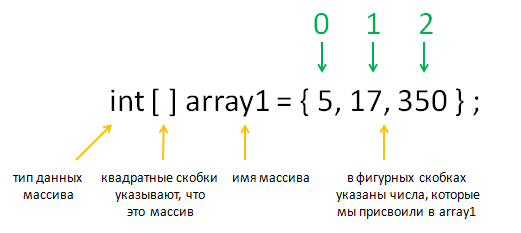 0 1 2
int [ ] array1 = { 5, 17, 350 } ;
тип данных
массива
квадратные скобки
указывают, что
это массив
имя массива
в фигурных скобках
указаны числа, которые
мы присвоили в array1